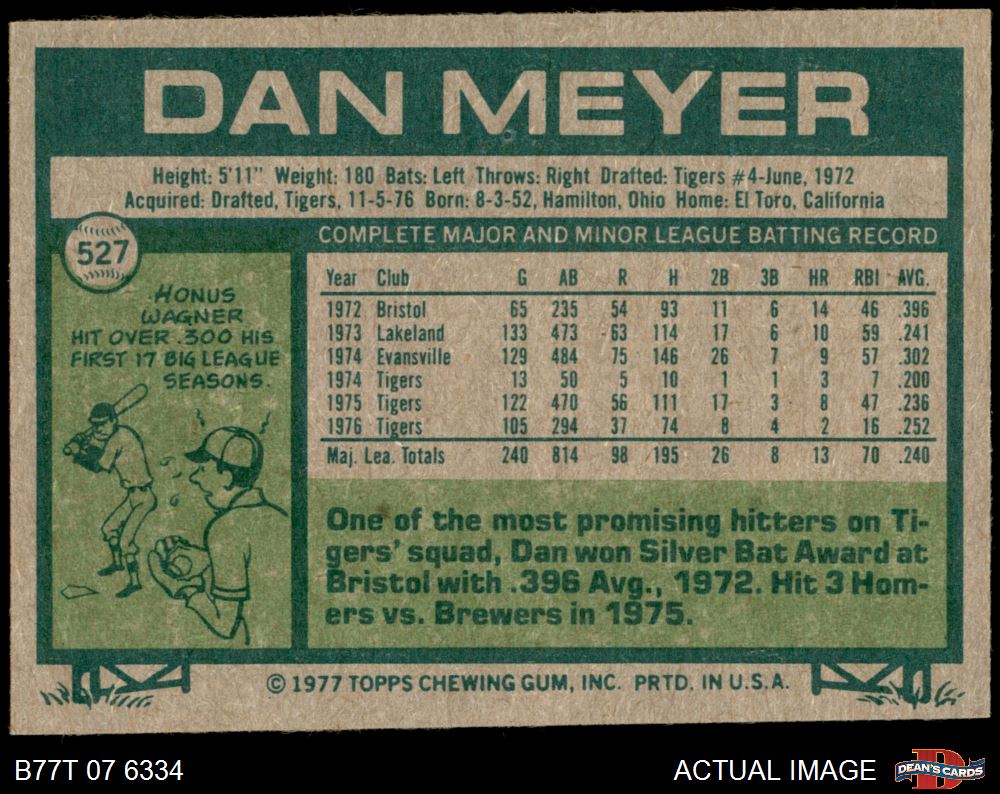 DAN MEYER
Height: 5'11" Weight: 180 Bats: Left Throws: Right Drafted: Tigers #4-June, 1972
Acquired: Drafted, Tigers, 11-5-76 Born: 8-3-52, Hamilton, Ohio Home: El Toro, California
527
HONUS
WAGNER
HIT OVER .300 HIS
FIRST 17 BIG LEAGUE
SEASONS.
COMPLETE MAJOR AND MINOR LEAGUE BATTING RECORD
Year Club G AB R H 2B 3B HR RBI AVG.
1972 Bristol 65 235 54 93 11 6 14 46 .396
1973 Lakeland 133 473 63 114 17 6 10 59 .241
1974 Evansville 129 484 75 146 26 7 9 57 .302
1974 Tigers 13 50 5 10 1 1 3 7 .200
1975 Tigers 122 470 56 111 17 3 8 47 .236
1976 Tigers 105 294 37 74 8 4 2 16 .252
Maj. Lea. Totals 240 814 98 195 26 8 13 70 .240
One of the most promising hitters on Ti-
gers' squad, Dan won Silver Bat Award at
Bristol with .396 Avg., 1972. Hit 3 Hom-
ers vs. Brewers in 1975.
© 1977 TOPPS CHEWING GUM, INC. PRTD. IN U.S.A.
B77T 07 6334
ACTUAL IMAGE
D
DEAN'S CARDS